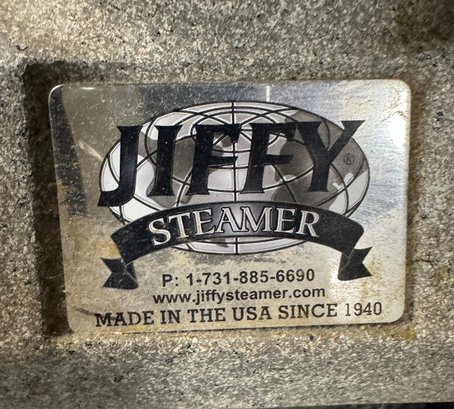 JIFFY®
STEAMER
P: 1-731-885-6690
www.jiffysteamer.com
MADE IN THE USA SINCE 1940